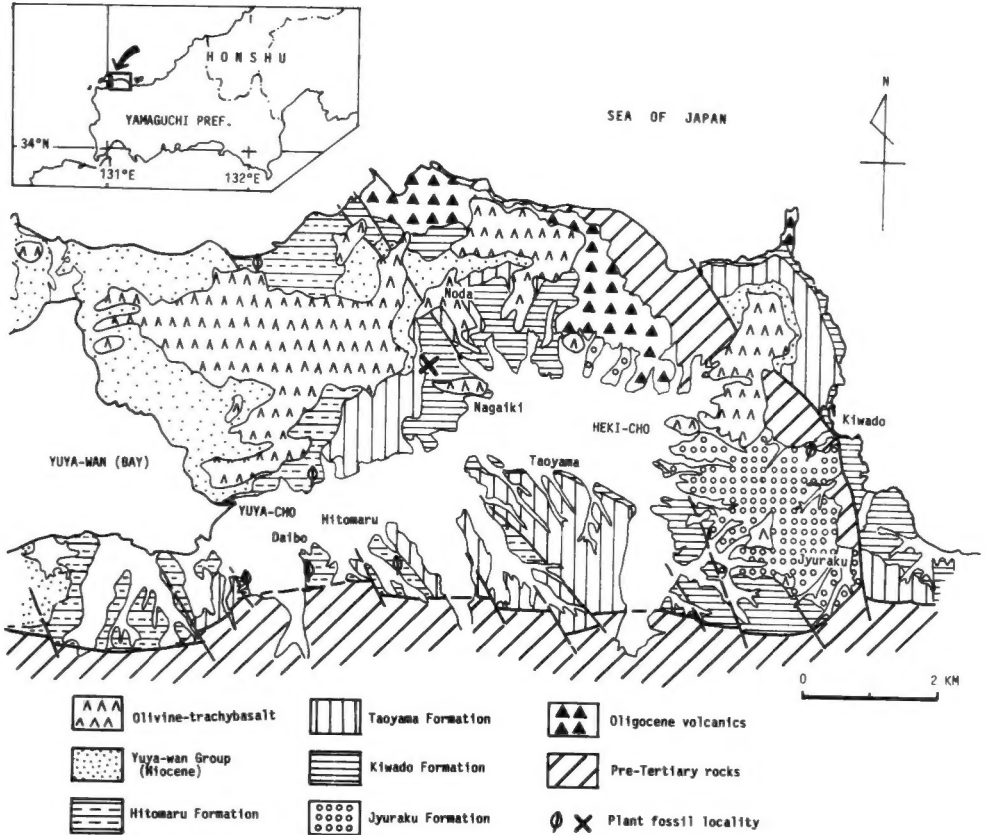 HONSHU
YAMAGUCHI PREF.
34°N
131°E
132°E
SEA OF JAPAN
N
Noda
Nagaiki
HEKI-CHO
Kiwado
YUYA-WAN (BAY)
Taoyama
YUYA-CHO
Hitomaru
Daibo
Jyuraku
0 2 KM
Olivine-trachybasalt
Taoyama Formation
Oligocene volcanics
Yuya-wan Group
(Miocene)
Kiwado Formation
Pre-Tertiary rocks
Hitomaru Formation
Jyuraku Formation
Plant fossil locality